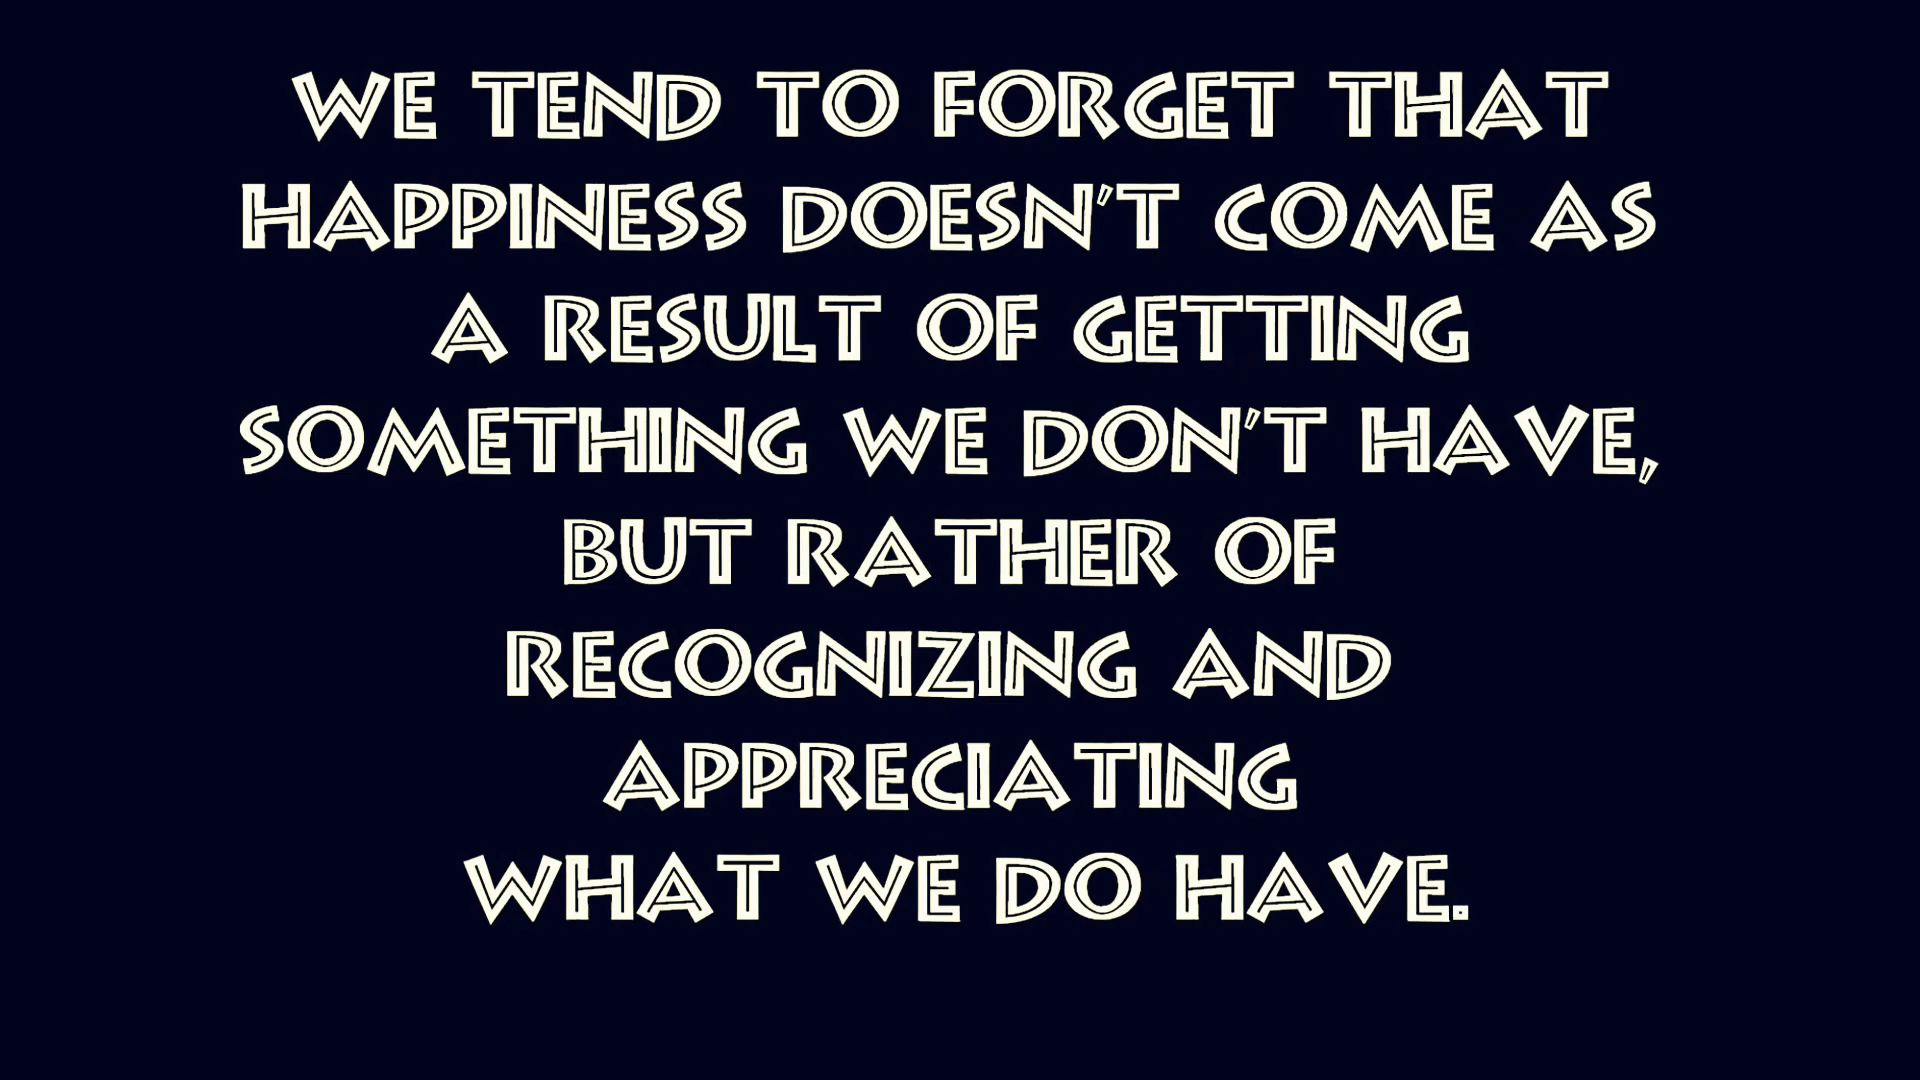 WE TEND TO FORGET THAT
HAPPINESS DOESN'T COME AS
A RESULT OF GETTING
SOMETHING WE DON'T HAVE,
BUT RATHER OF
RECOGNIZING AND
APPRECIATING
WHAT WE DO HAVE.